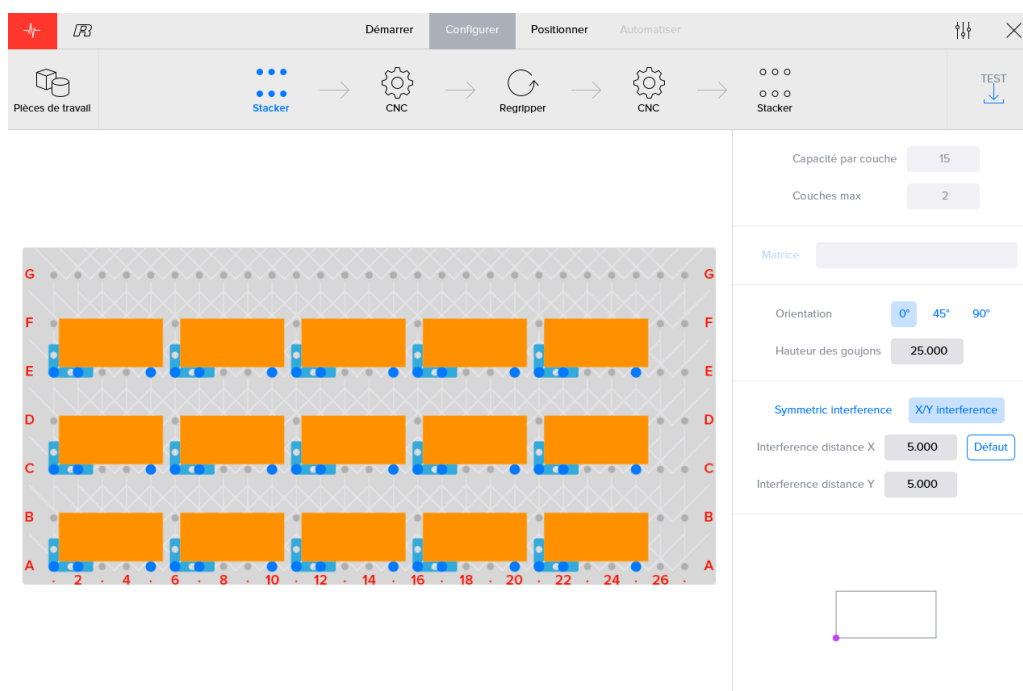 Démarrer Configurer Positionner Automatiser
Pièces de travail Stacker CNC Regripper CNC Stacker TEST
Capacité par couche 15
Couches max 2
Matrice
Orientation 0° 45° 90°
Hauteur des goujons 25.000
Symmetric interference X/Y interference
Interference distance X 5.000 Défaut
Interference distance Y 5.000
G G
F F
E E
D D
C C
B B
A A
2 4 6 8 10 12 14 16 18 20 22 24 26